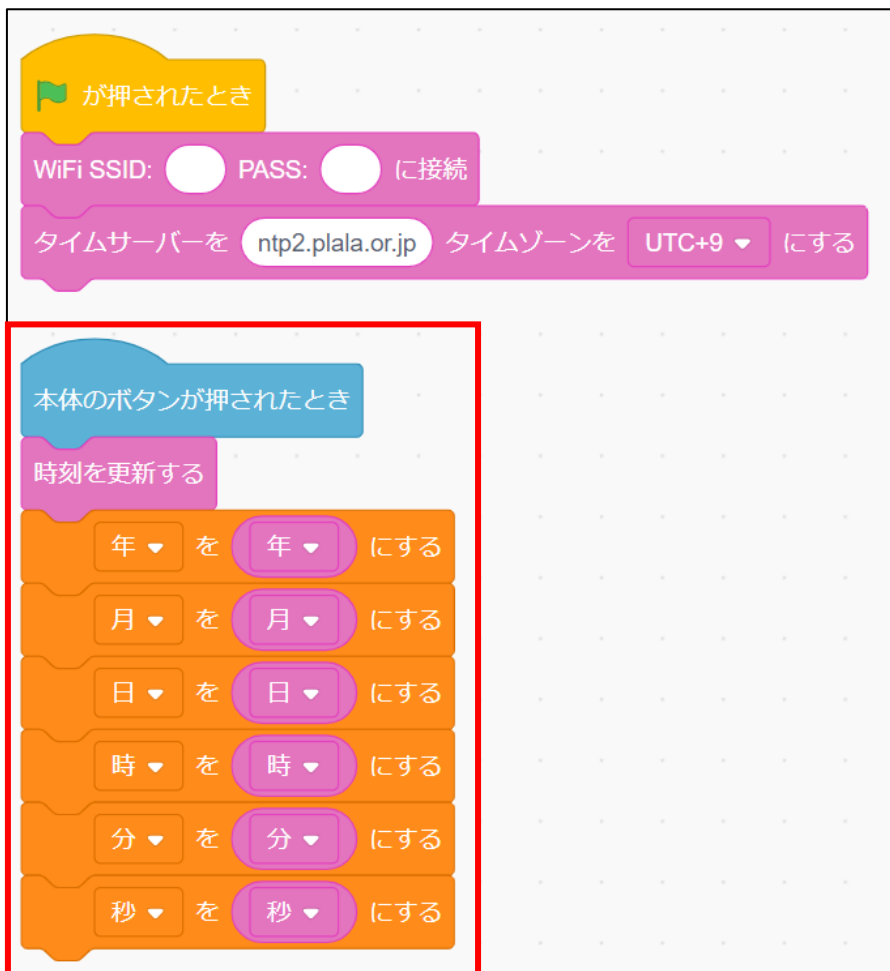 が押されたとき
WiFi SSID: PASS: に接続
タイムサーバーを ntp2.plala.or.jp タイムゾーンを UTC+9 にする
本体のボタンが押されたとき
時刻を更新する
年 を 年 にする
月 を 月 にする
日 を 日 にする
時 を 時 にする
分 を 分 にする
秒 を 秒 にする